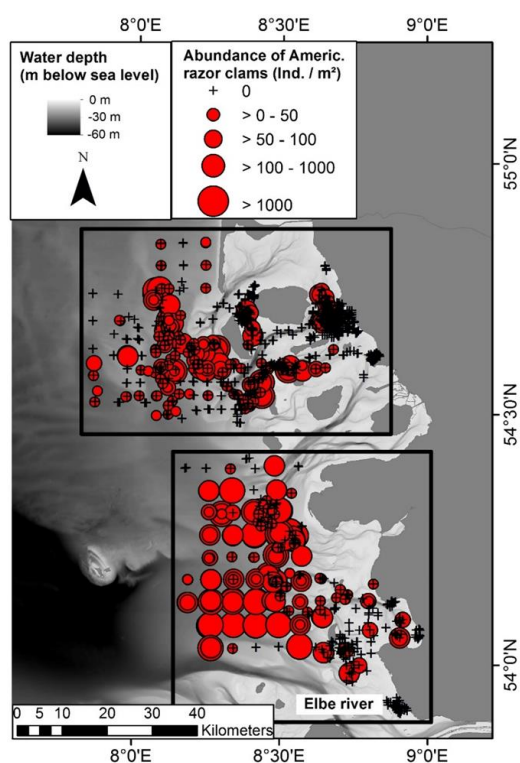 8°0'E 8°30'E 9°0'E
Water depth
(m below sea level)
0 m
-30 m
-60 m
N
Abundance of Americ.
razor clams (Ind. / m²)
0
> 0 - 50
> 50 - 100
> 100 - 1000
> 1000
55°0'N
54°30'N
54°0'N
Elbe river
0 5 10 20 30 40
Kilometers
8°0'E 8°30'E 9°0'E